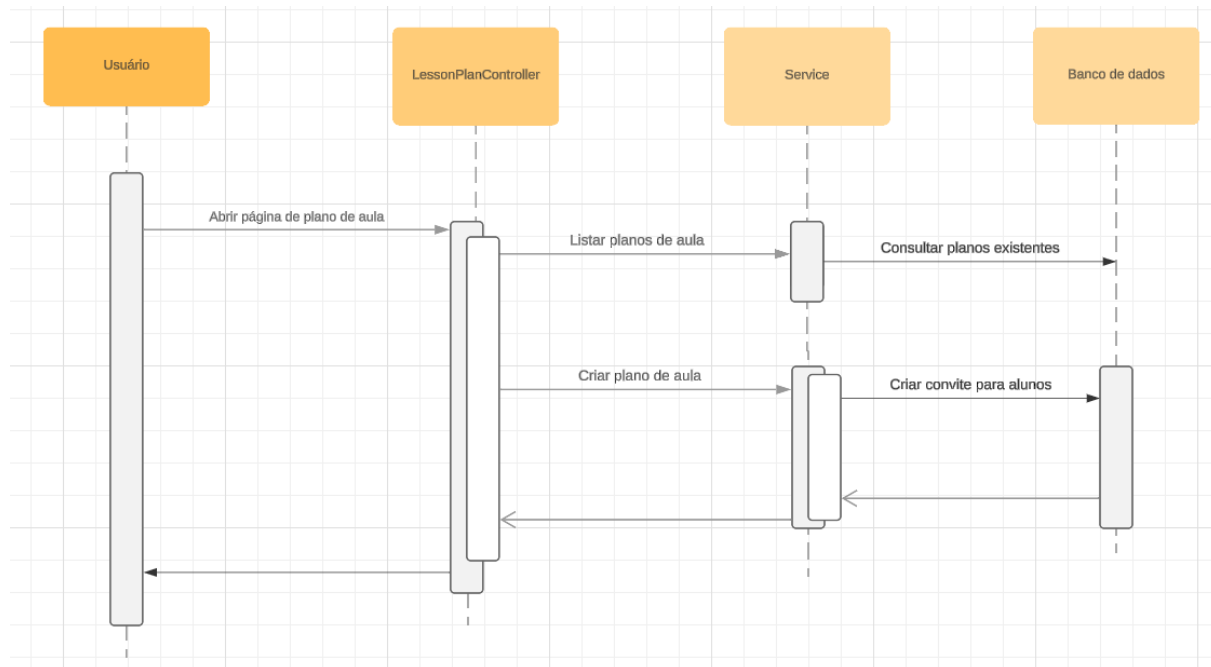 Usuário
LessonPlanController
Service
Banco de dados
Abrir página de plano de aula
Listar planos de aula
Consultar planos existentes
Criar plano de aula
Criar convite para alunos